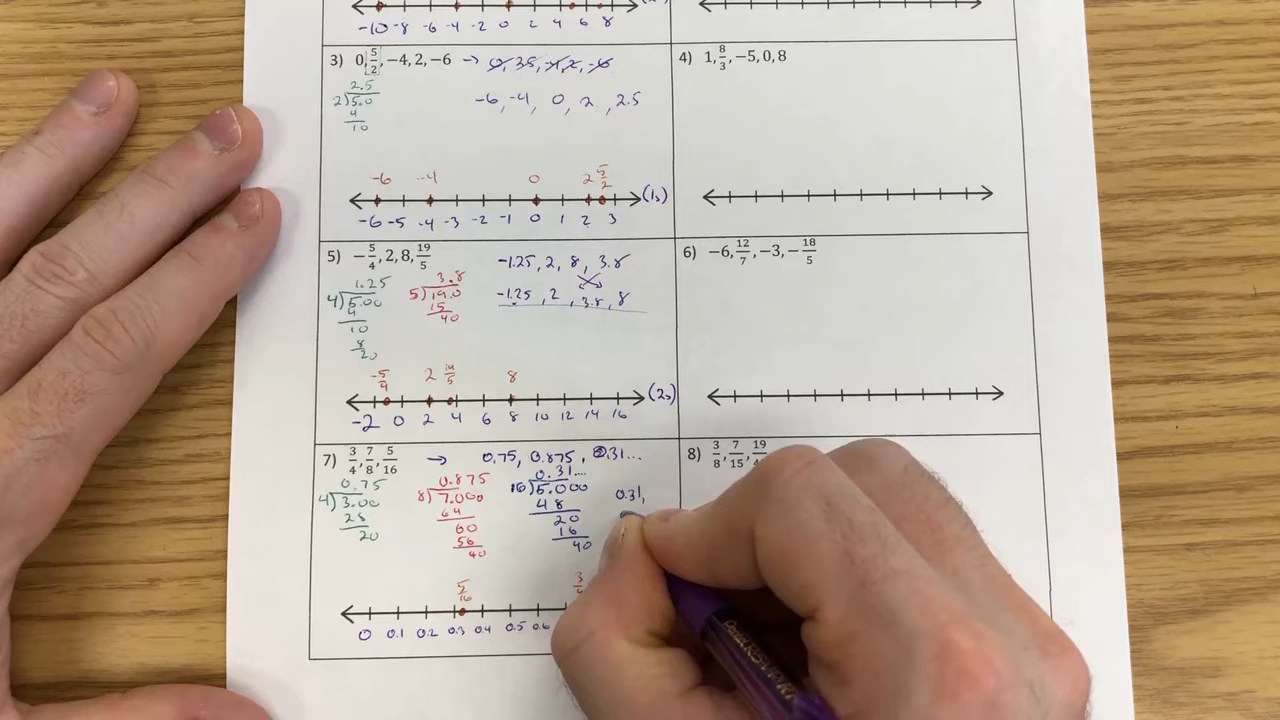 -10 -8 -6 -4 -2 0 2 4 6 8
3) 0, 5/2, -4, 2, -6 → 0, 3.5, -4, 2, -6
2.5
2)5.0
4
10
-6, -4, 0, 2, 2.5
-6 -4 0 2 5/2
-6 -5 -4 -3 -2 -1 0 1 2 3 (1s)
4) 1, 8/3, -5, 0, 8
5) -5/4, 2, 8, 19/5
-1.25, 2, 8, 3.8
-1.25, 2, 3.8, 8
1.25
4)5.00
4
10
8
20
3.8
5)19.0
15
40
-5/4 2 19/5 8
-2 0 2 4 6 8 10 12 14 16 (2s)
6) -6, 12/7, -3, -18/5
7) 3/4, 7/8, 5/16 → 0.75, 0.875, 0.31...
0.75
4)3.00
28
20
0.875
8)7.000
64
60
56
40
0.31...
16)5.000
48
20
16
40
0.31,
5/16
0 0.1 0.2 0.3 0.4 0.5 0.6
8) 3/8, 7/15,
PAPERMATE